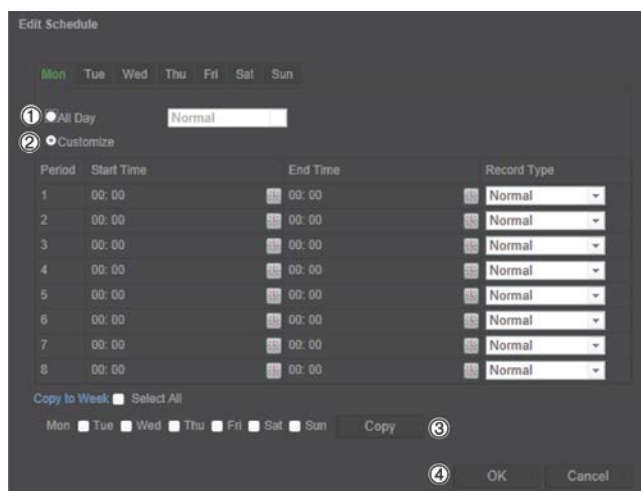 Edit Schedule
Mon Tue Wed Thu Fri Sat Sun
① All Day Normal
② Customize
Period Start Time End Time Record Type
1 00: 00 00: 00 Normal
2 00: 00 00: 00 Normal
3 00: 00 00: 00 Normal
4 00: 00 00: 00 Normal
5 00: 00 00: 00 Normal
6 00: 00 00: 00 Normal
7 00: 00 00: 00 Normal
8 00: 00 00: 00 Normal
Copy to Week Select All
Mon Tue Wed Thu Fri Sat Sun Copy ③
④ OK Cancel